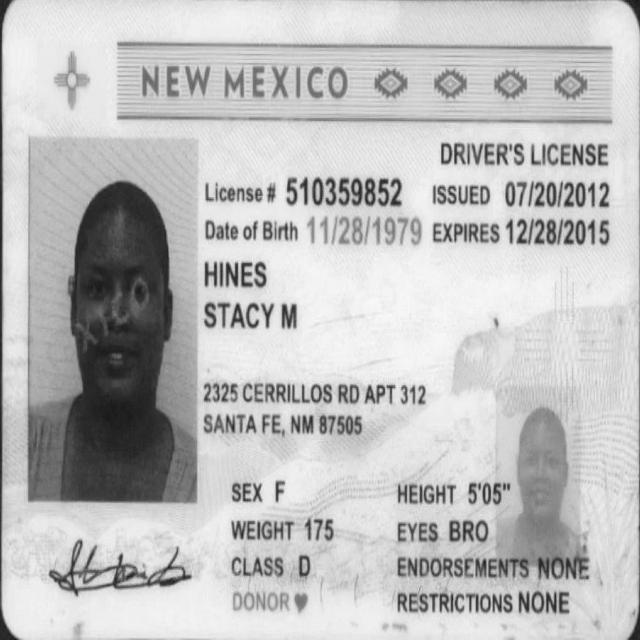 NEW MEXICO
DRIVER'S LICENSE
License # 510359852 ISSUED 07/20/2012
Date of Birth 11/28/1979 EXPIRES 12/28/2015
HINES
STACY M
2325 CERRILLOS RD APT 312
SANTA FE, NM 87505
SEX F HEIGHT 5'05"
WEIGHT 175 EYES BRO
CLASS D ENDORSEMENTS NONE
DONOR RESTRICTIONS NONE